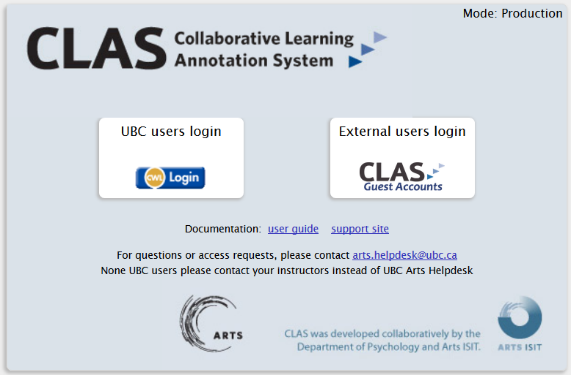 Mode: Production
CLAS Collaborative Learning
Annotation System
UBC users login
CWL Login
External users login
CLAS
Guest Accounts
Documentation: user guide support site
For questions or access requests, please contact arts.helpdesk@ubc.ca
None UBC users please contact your instructors instead of UBC Arts Helpdesk
ARTS
CLAS was developed collaboratively by the
Department of Psychology and Arts ISIT.
ARTS ISIT